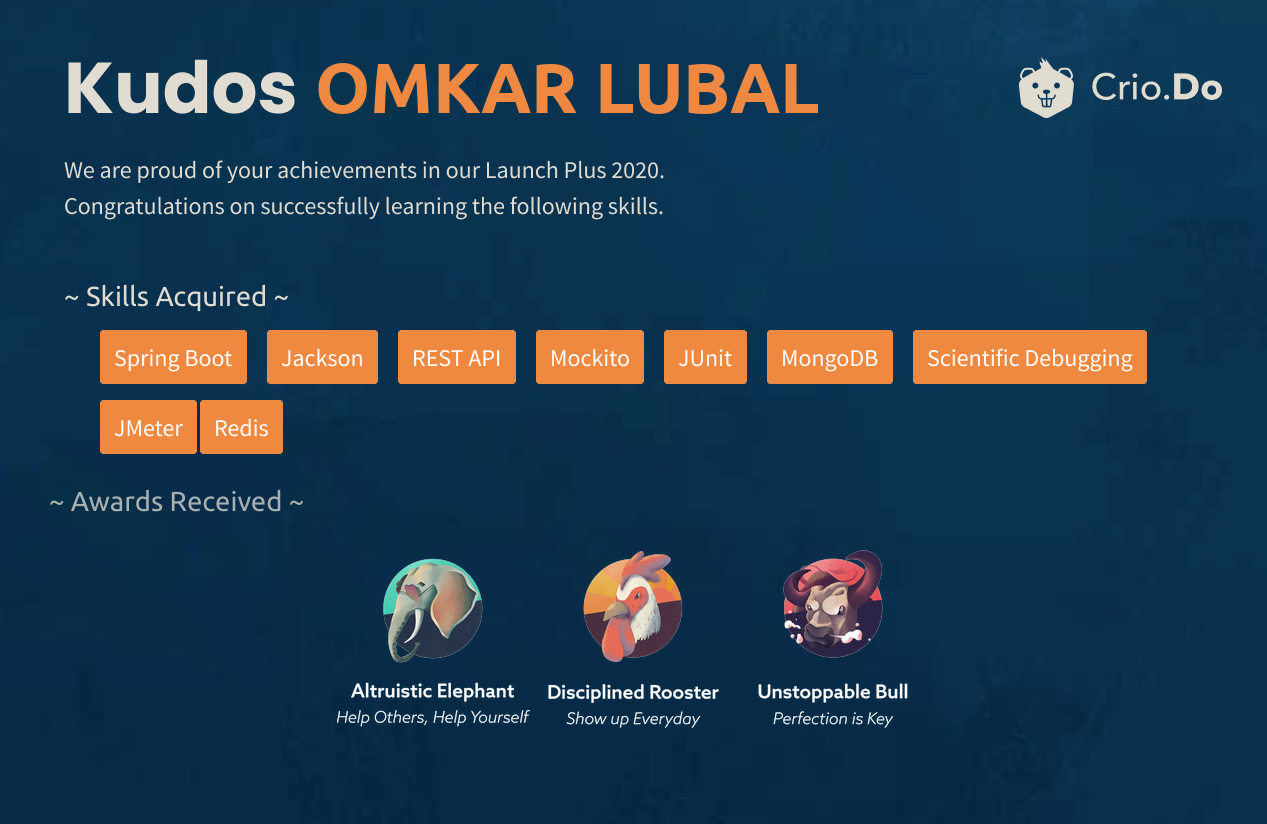 Kudos OMKAR LUBAL
Crio.Do
We are proud of your achievements in our Launch Plus 2020.
Congratulations on successfully learning the following skills.
~ Skills Acquired ~
Spring Boot Jackson REST API Mockito JUnit MongoDB Scientific Debugging
JMeter Redis
~ Awards Received ~
Altruistic Elephant Disciplined Rooster Unstoppable Bull
Help Others, Help Yourself Show up Everyday Perfection is Key